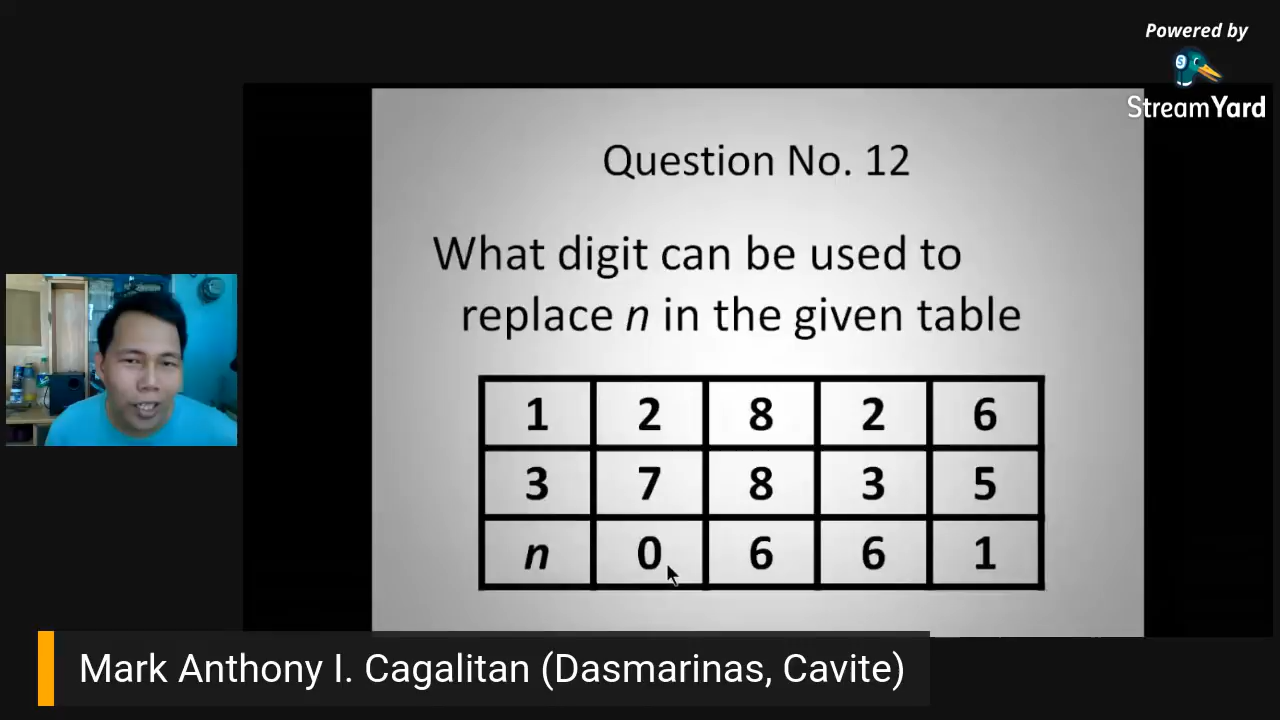 Powered by
StreamYard
Question No. 12
What digit can be used to
replace n in the given table
1 2 8 2 6
3 7 8 3 5
n 0 6 6 1
Mark Anthony I. Cagalitan (Dasmarinas, Cavite)